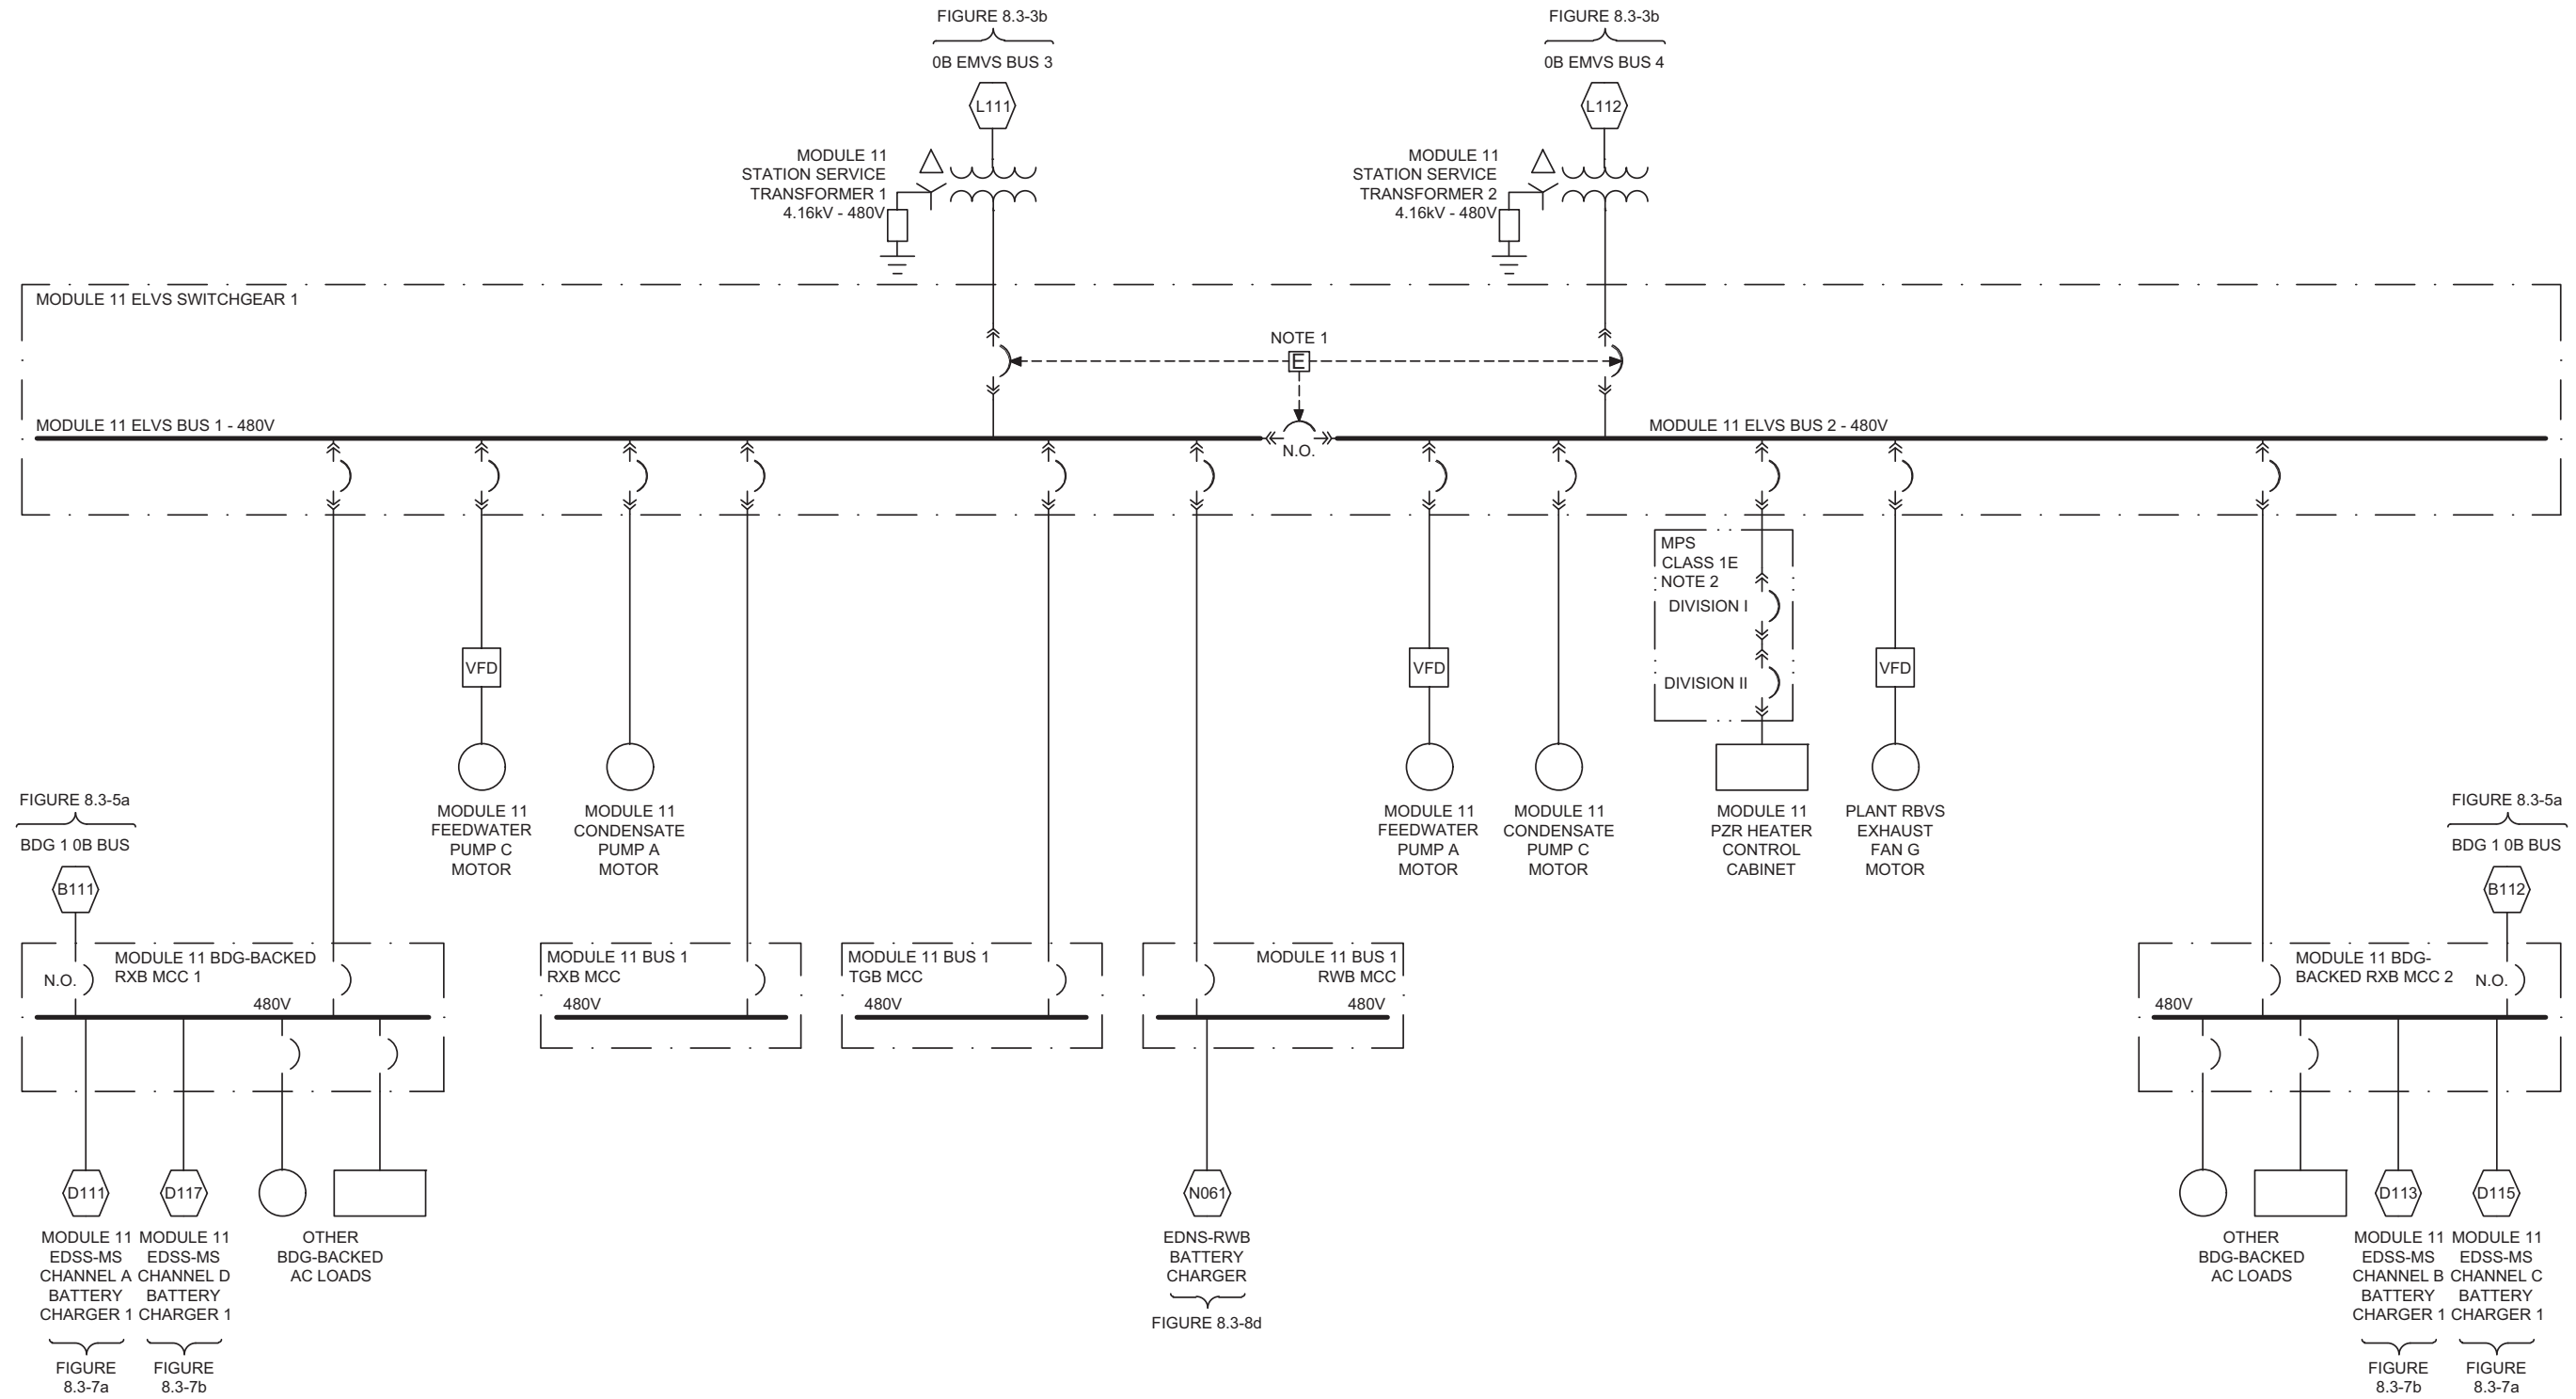 FIGURE 8.3-3b
0B EMVS BUS 3
L111
MODULE 11
STATION SERVICE
TRANSFORMER 1
4.16kV - 480V
FIGURE 8.3-3b
0B EMVS BUS 4
L112
MODULE 11
STATION SERVICE
TRANSFORMER 2
4.16kV - 480V
MODULE 11 ELVS SWITCHGEAR 1
NOTE 1
E
MODULE 11 ELVS BUS 1 - 480V
N.O.
MODULE 11 ELVS BUS 2 - 480V
MPS
CLASS 1E
NOTE 2
DIVISION I
DIVISION II
VFD
VFD
VFD
MODULE 11
FEEDWATER
PUMP C
MOTOR
MODULE 11
CONDENSATE
PUMP A
MOTOR
MODULE 11
FEEDWATER
PUMP A
MOTOR
MODULE 11
CONDENSATE
PUMP C
MOTOR
MODULE 11
PZR HEATER
CONTROL
CABINET
PLANT RBVS
EXHAUST
FAN G
MOTOR
FIGURE 8.3-5a
BDG 1 0B BUS
B111
FIGURE 8.3-5a
BDG 1 0B BUS
B112
N.O.
MODULE 11 BDG-BACKED
RXB MCC 1
480V
MODULE 11 BUS 1
RXB MCC
480V
MODULE 11 BUS 1
TGB MCC
480V
MODULE 11 BUS 1
RWB MCC
480V
MODULE 11 BDG-
BACKED RXB MCC 2
N.O.
480V
D111
MODULE 11
EDSS-MS
CHANNEL A
BATTERY
CHARGER 1
FIGURE
8.3-7a
D117
MODULE 11
EDSS-MS
CHANNEL D
BATTERY
CHARGER 1
FIGURE
8.3-7b
OTHER
BDG-BACKED
AC LOADS
N061
EDNS-RWB
BATTERY
CHARGER
FIGURE 8.3-8d
OTHER
BDG-BACKED
AC LOADS
D113
MODULE 11
EDSS-MS
CHANNEL B
BATTERY
CHARGER 1
FIGURE
8.3-7b
D115
MODULE 11
EDSS-MS
CHANNEL C
BATTERY
CHARGER 1
FIGURE
8.3-7a